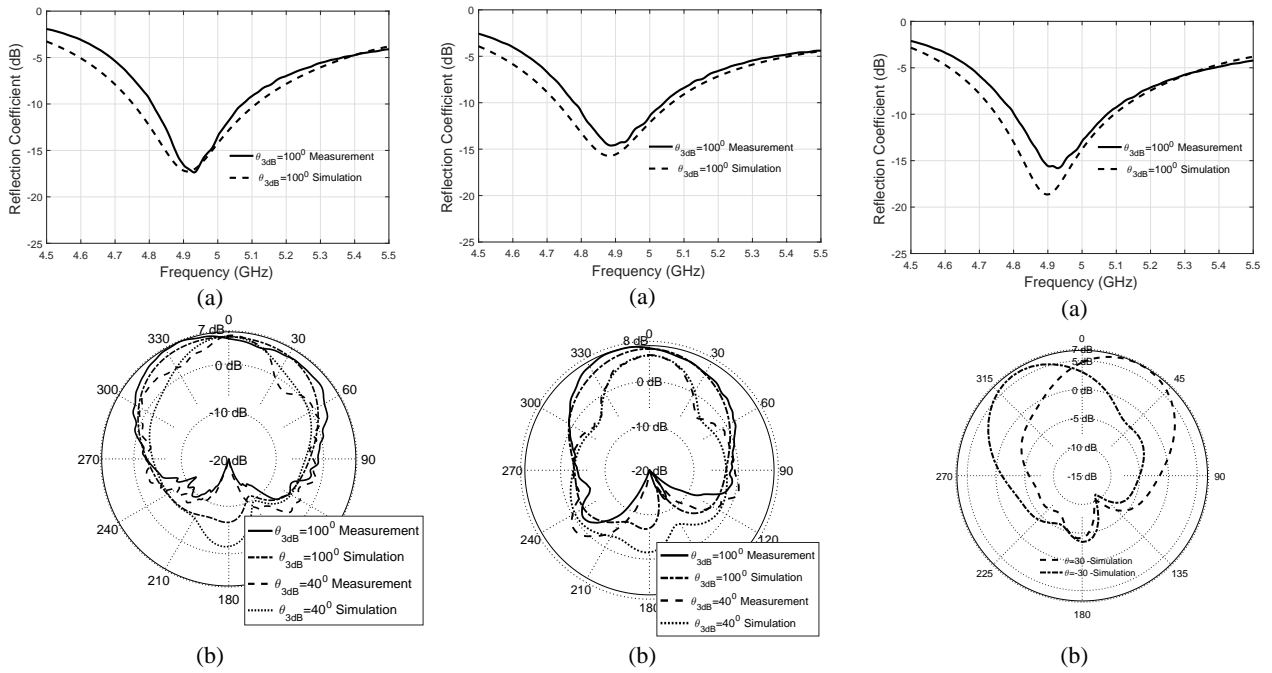 0
-5
-10
-15
-20
-25
Reflection Coefficient (dB)
θ3dB=100⁰ Measurement
θ3dB=100⁰ Simulation
4.5 4.6 4.7 4.8 4.9 5 5.1 5.2 5.3 5.4 5.5
Frequency (GHz)
(a)
0
-5
-10
-15
-20
-25
Reflection Coefficient (dB)
θ3dB=100⁰ Measurement
θ3dB=100⁰ Simulation
4.5 4.6 4.7 4.8 4.9 5 5.1 5.2 5.3 5.4 5.5
Frequency (GHz)
(a)
0
-5
-10
-15
-20
-25
Reflection Coefficient (dB)
θ3dB=100⁰ Measurement
θ3dB=100⁰ Simulation
4.5 4.6 4.7 4.8 4.9 5 5.1 5.2 5.3 5.4 5.5
Frequency (GHz)
(a)
0
7 dB
330 30
0 dB
300 60
-10 dB
270 -20 dB 90
240
210
180
θ3dB=100⁰ Measurement
θ3dB=100⁰ Simulation
θ3dB=40⁰ Measurement
θ3dB=40⁰ Simulation
(b)
0
8 dB
330 30
0 dB
300 60
-10 dB
270 -20 dB 90
240 120
210
180
θ3dB=100⁰ Measurement
θ3dB=100⁰ Simulation
θ3dB=40⁰ Measurement
θ3dB=40⁰ Simulation
(b)
0
7 dB
5 dB
315 45
0 dB
-5 dB
-10 dB
270 -15 dB 90
θ=30 -Simulation
θ=-30 -Simulation
225 135
180
(b)